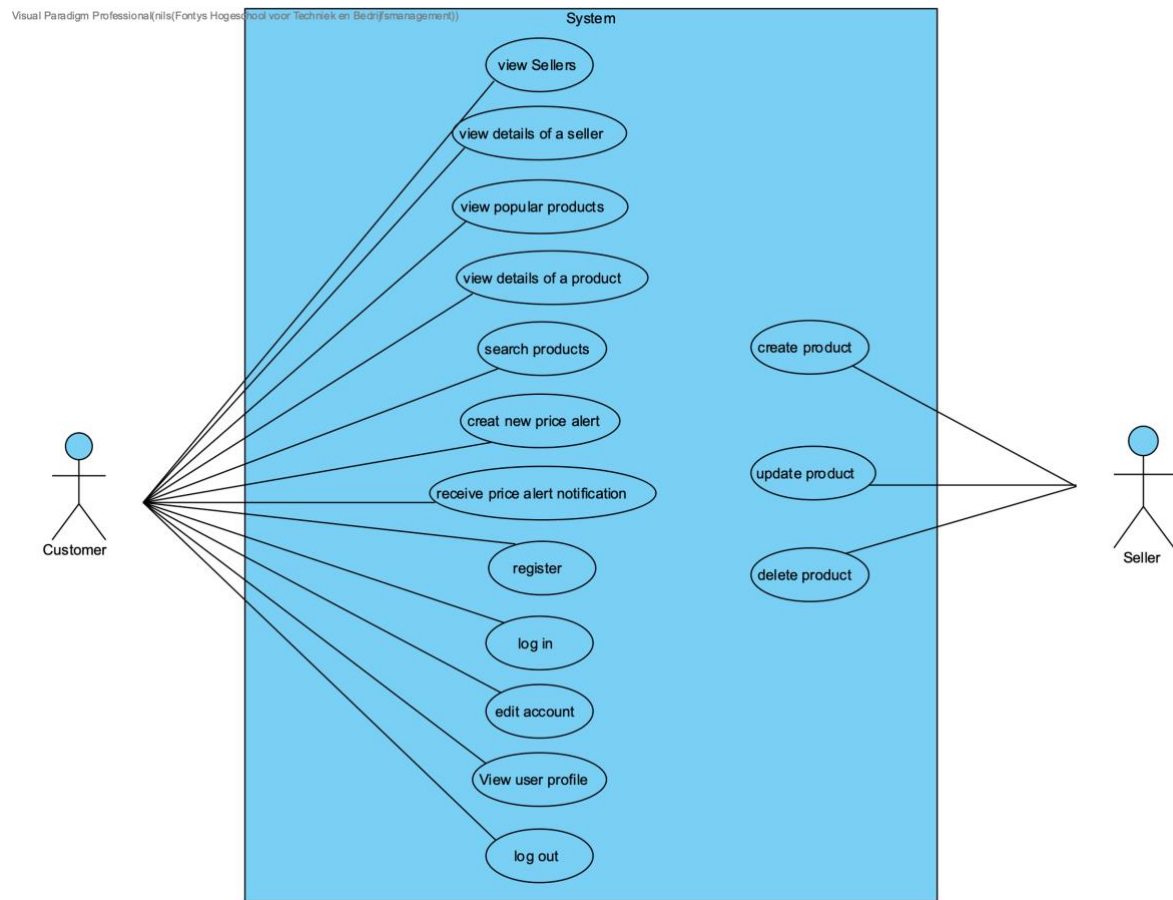 Visual Paradigm Professional(nils(Fontys Hogeschool voor Techniek en Bedrijfsmanagement))
System
view Sellers
view details of a seller
view popular products
view details of a product
search products
creat new price alert
receive price alert notification
register
log in
edit account
View user profile
log out
create product
update product
delete product
Customer
Seller